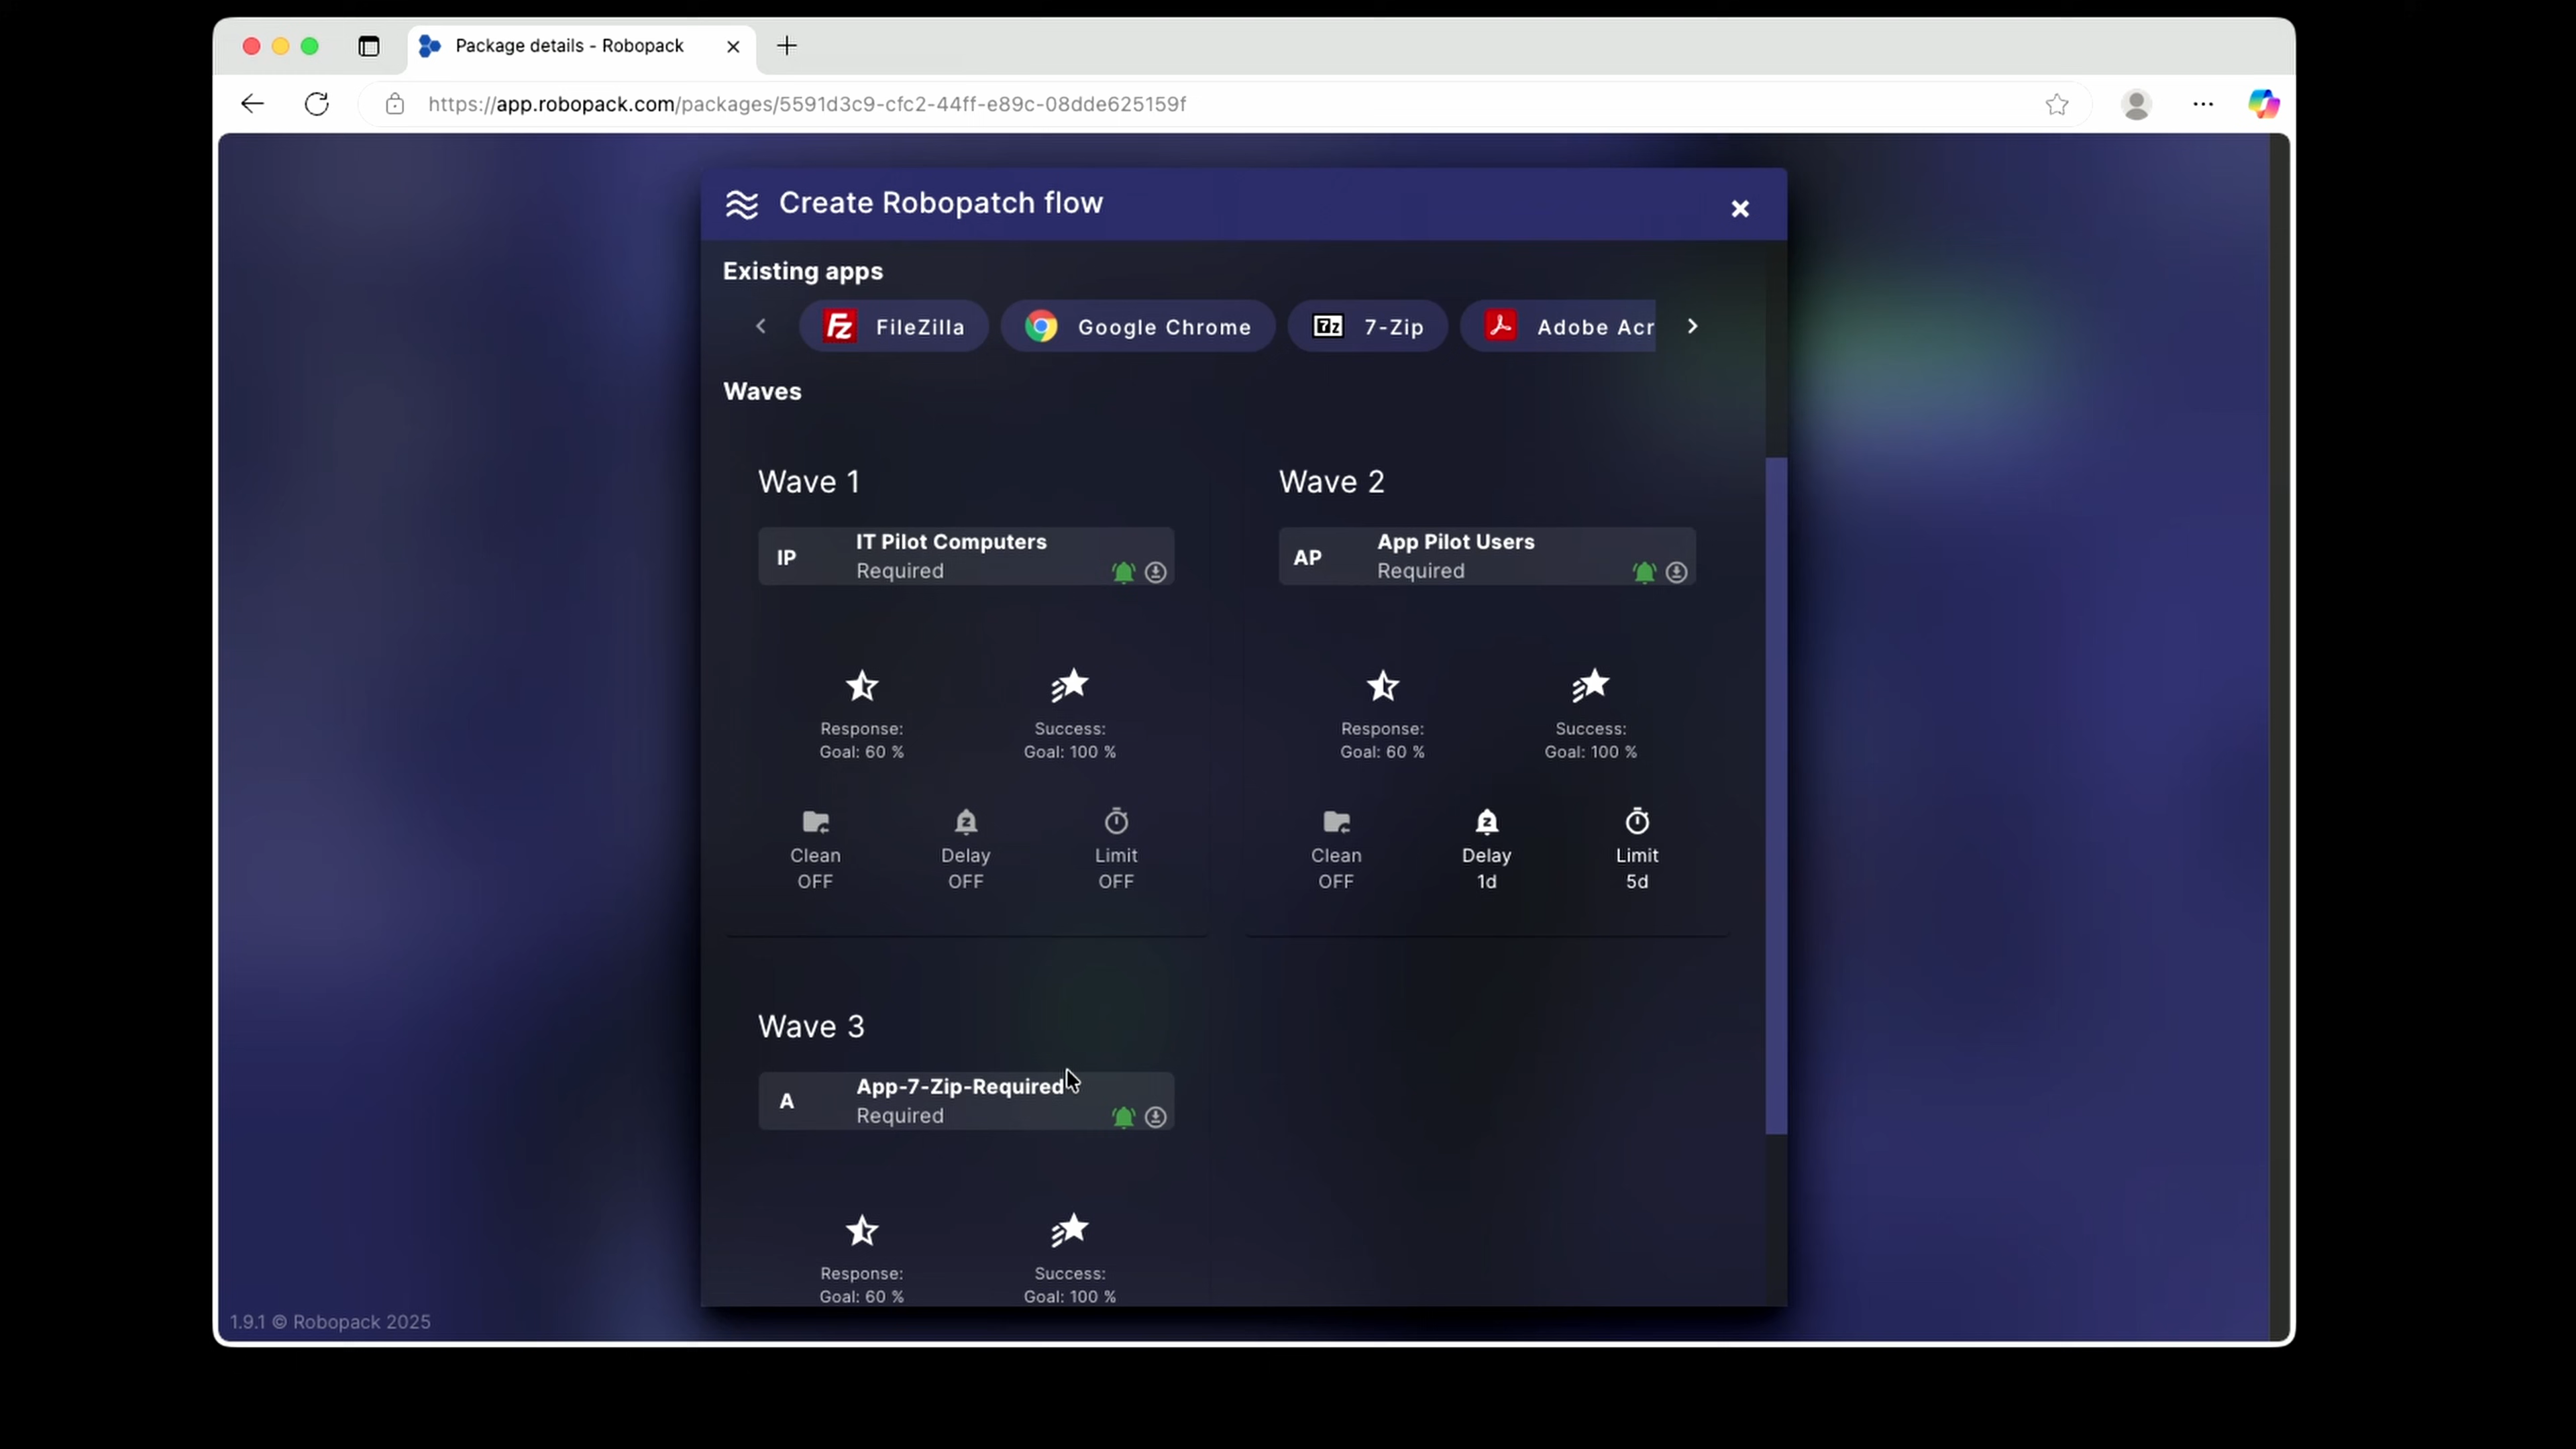 Package details - Robopack
https://app.robopack.com/packages/5591d3c9-cfc2-44ff-e89c-08dde625159f
Create Robopatch flow
Existing apps
Fz FileZilla
Google Chrome
7z 7-Zip
Adobe Acr
Waves
Wave 1
IP IT Pilot Computers
Required
Response:
Goal: 60 %
Success:
Goal: 100 %
Clean
OFF
Delay
OFF
Limit
OFF
Wave 2
AP App Pilot Users
Required
Response:
Goal: 60 %
Success:
Goal: 100 %
Clean
OFF
Delay
1d
Limit
5d
Wave 3
A App-7-Zip-Required
Required
Response:
Goal: 60 %
Success:
Goal: 100 %
1.9.1 © Robopack 2025